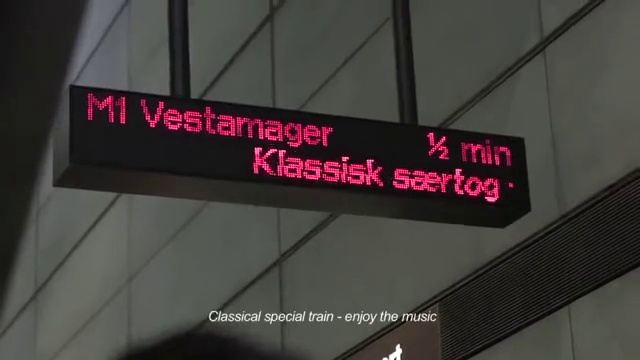 M1 Vestamager ½ min
Klassisk særtog
Classical special train - enjoy the music